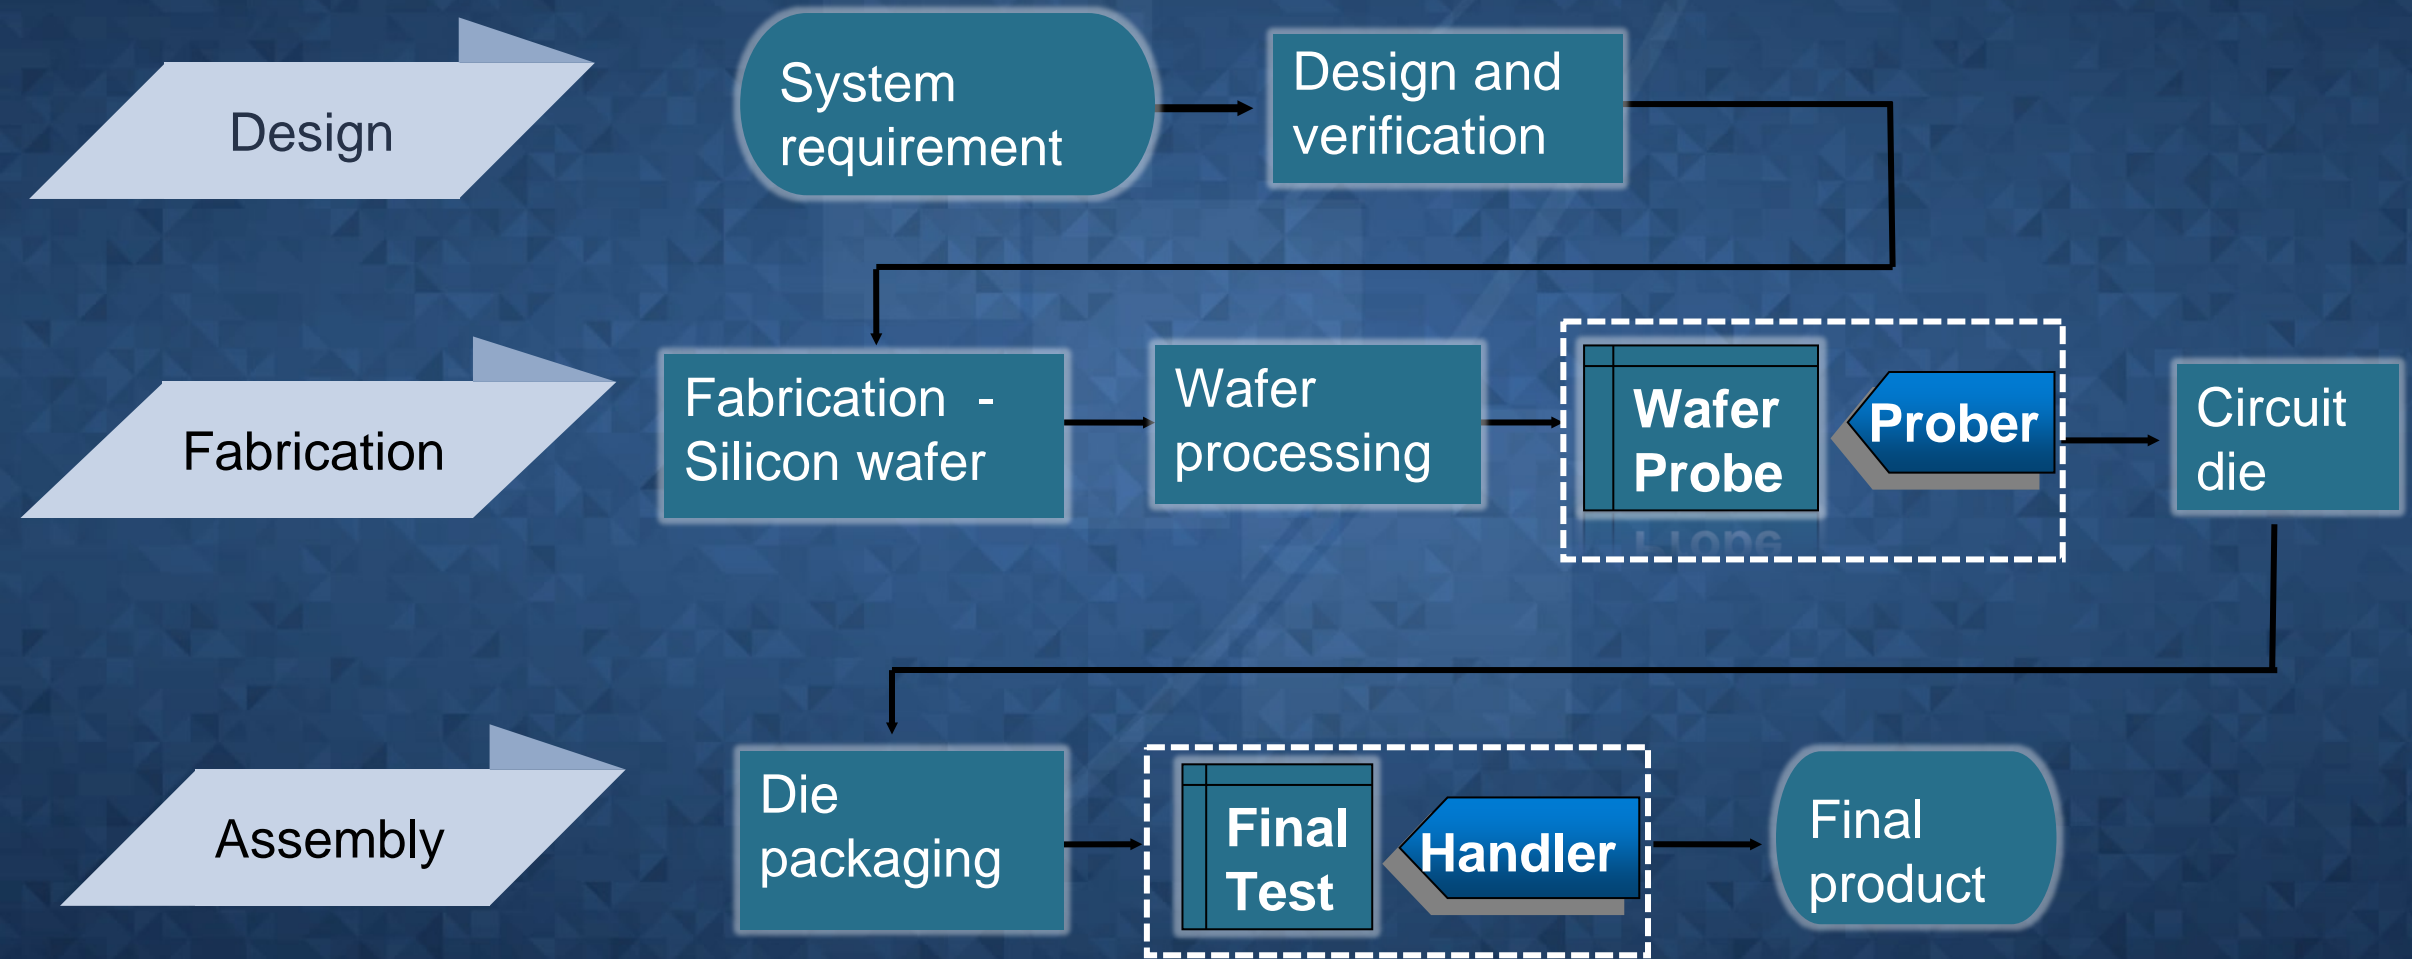 Design
System
requirement
Design and
verification
Fabrication
Fabrication -
Silicon wafer
Wafer
processing
Wafer
Probe
Prober
Circuit
die
Assembly
Die
packaging
Final
Test
Handler
Final
product